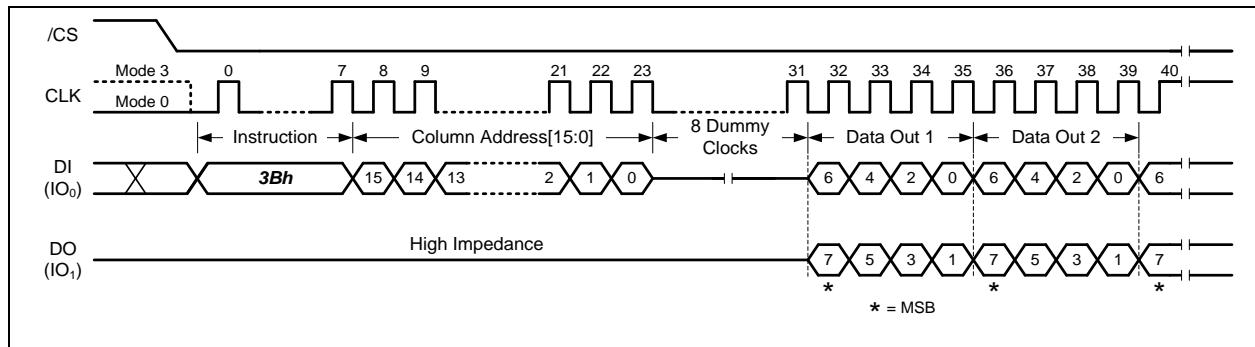 /CS
Mode 3 0 7 8 9 21 22 23 31 32 33 34 35 36 37 38 39 40
CLK Mode 0
Instruction Column Address[15:0] 8 Dummy Clocks Data Out 1 Data Out 2
DI
(IO₀) 3Bh 15 14 13 2 1 0 6 4 2 0 6 4 2 0 6
High Impedance
DO
(IO₁) 7 5 3 1 7 5 3 1 7
* * *
* = MSB